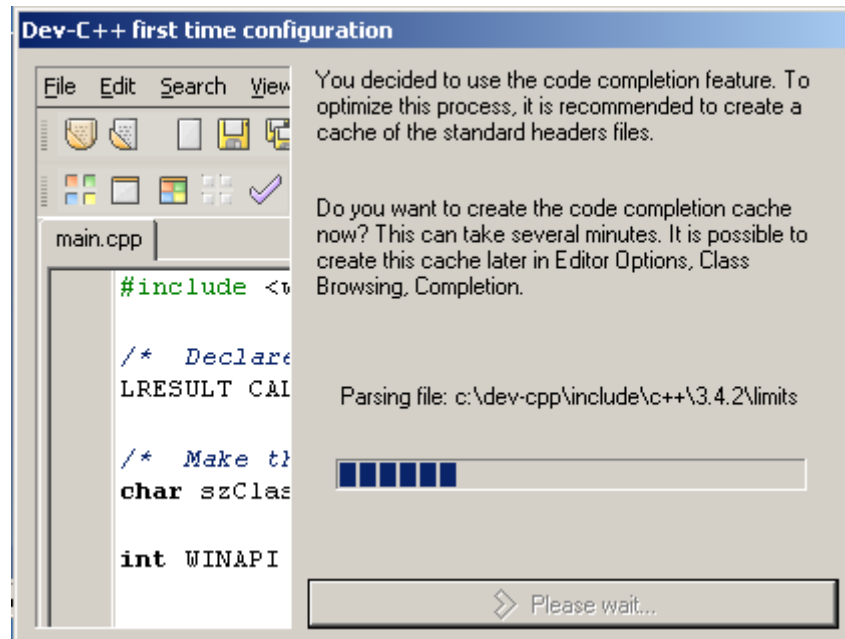 Dev-C++ first time configuration
File Edit Search View
main.cpp
#include <w
/* Declare
LRESULT CAL
/* Make th
char szClas
int WINAPI
You decided to use the code completion feature. To
optimize this process, it is recommended to create a
cache of the standard headers files.
Do you want to create the code completion cache
now? This can take several minutes. It is possible to
create this cache later in Editor Options, Class
Browsing, Completion.
Parsing file: c:\dev-cpp\include\c++\3.4.2\limits
Please wait...